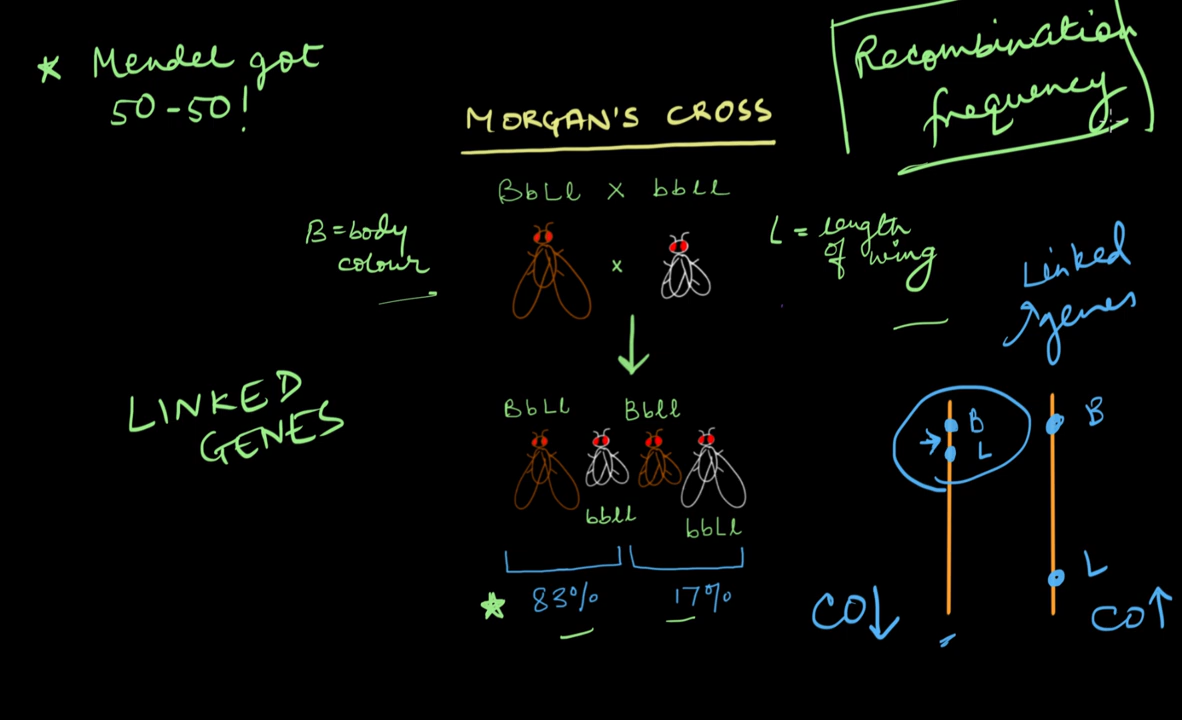 * Mendel got
50-50!
Recombination
frequency
MORGAN'S CROSS
BbLl x bbll
B = body
colour
x
L = length
of wing
Linked
genes
LINKED
GENES
BbLl Bbll
bbll
bbLl
83% 17%
B
L
B
L
CO↓
CO↑